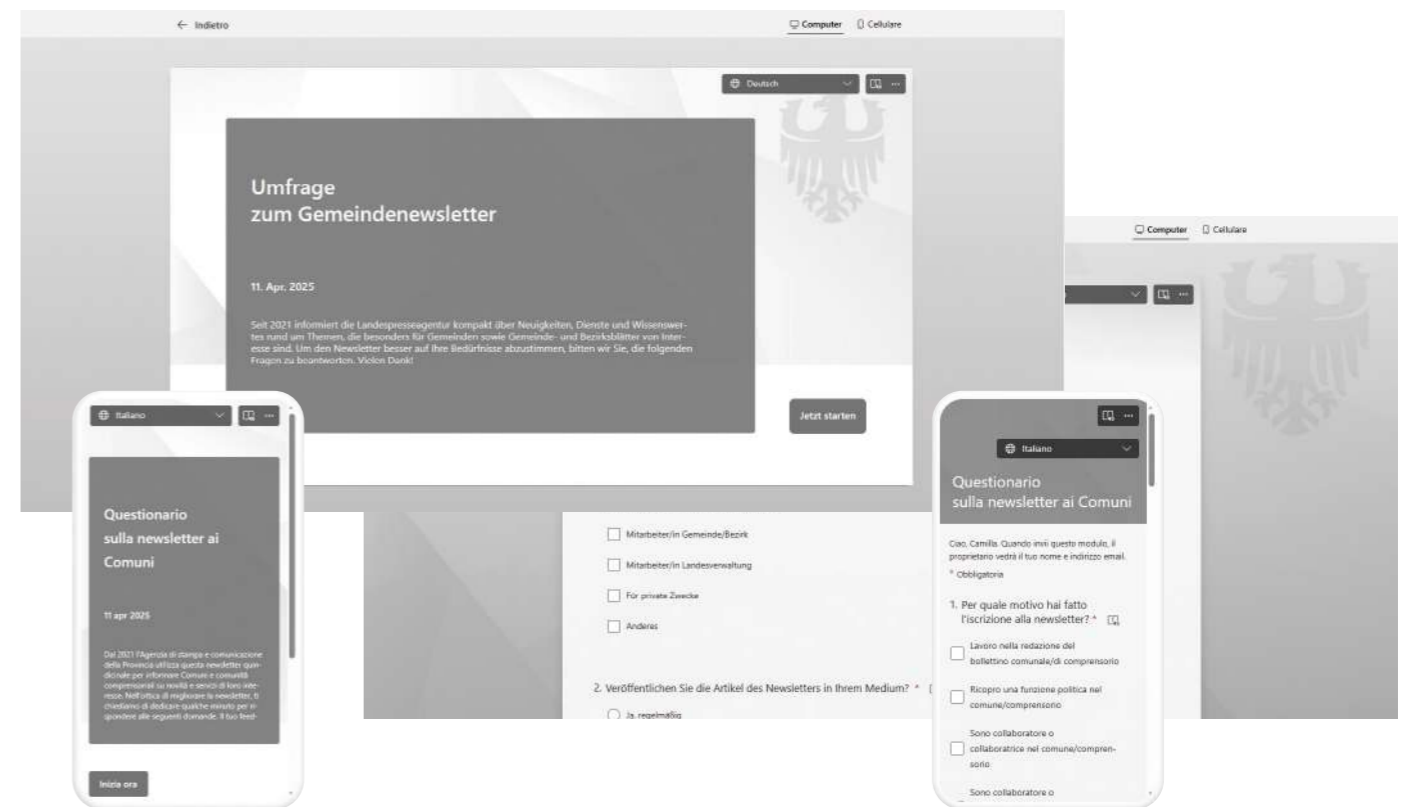 ← Indietro
Computer
Cellulare
Deutsch
Umfrage
zum Gemeindenewsletter
11. Apr. 2025
Seit 2021 informiert die Landespresseagentur kompakt über Neuigkeiten, Dienste und Wissenswer-
tes rund um Themen, die besonders für Gemeinden sowie Gemeinde- und Bezirksblätter von Inter-
esse sind. Um den Newsletter besser auf Ihre Bedürfnisse abzustimmen, bitten wir Sie, die folgenden
Fragen zu beantworten. Vielen Dank!
Jetzt starten
Computer
Cellulare
Italiano
Questionario
sulla newsletter ai
Comuni
11 apr 2025
Dal 2021 l'Agenzia di stampa e comunicazione
della Provincia utilizza questa newsletter quin-
dicinale per informare Comuni e comunità
comprensoriali su novità e servizi di loro inte-
resse. Nell'ottica di migliorare la newsletter, ti
chiediamo di dedicare qualche minuto per ri-
spondere alle seguenti domande. Il tuo feed-
Inizia ora
Mitarbeiter/in Gemeinde/Bezirk
Mitarbeiter/in Landesverwaltung
Für private Zwecke
Anderes
2. Veröffentlichen Sie die Artikel des Newsletters in Ihrem Medium? *
Ja, regelmäßig
Italiano
Questionario
sulla newsletter ai Comuni
Ciao, Camilla. Quando invii questo modulo, il
proprietario vedrà il tuo nome e indirizzo email.
* Obbligatoria
1. Per quale motivo hai fatto
l'iscrizione alla newsletter? *
Lavoro nella redazione del
bollettino comunale/di comprensorio
Ricopro una funzione politica nel
comune/comprensorio
Sono collaboratore o
collaboratrice nel comune/compren-
sorio
Sono collaboratore o